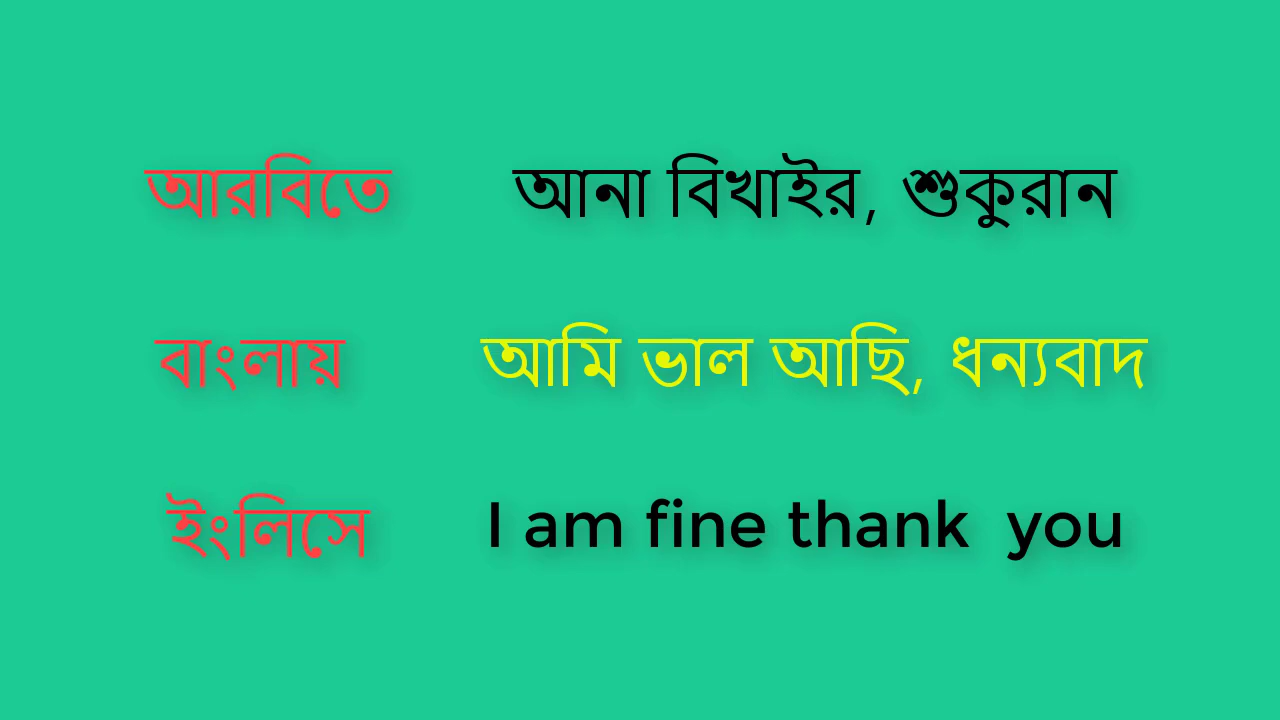 আরবিতে আনা বিখাইর, শুকুরান
বাংলায় আমি ভাল আছি, ধন্যবাদ
ইংলিসে I am fine thank you